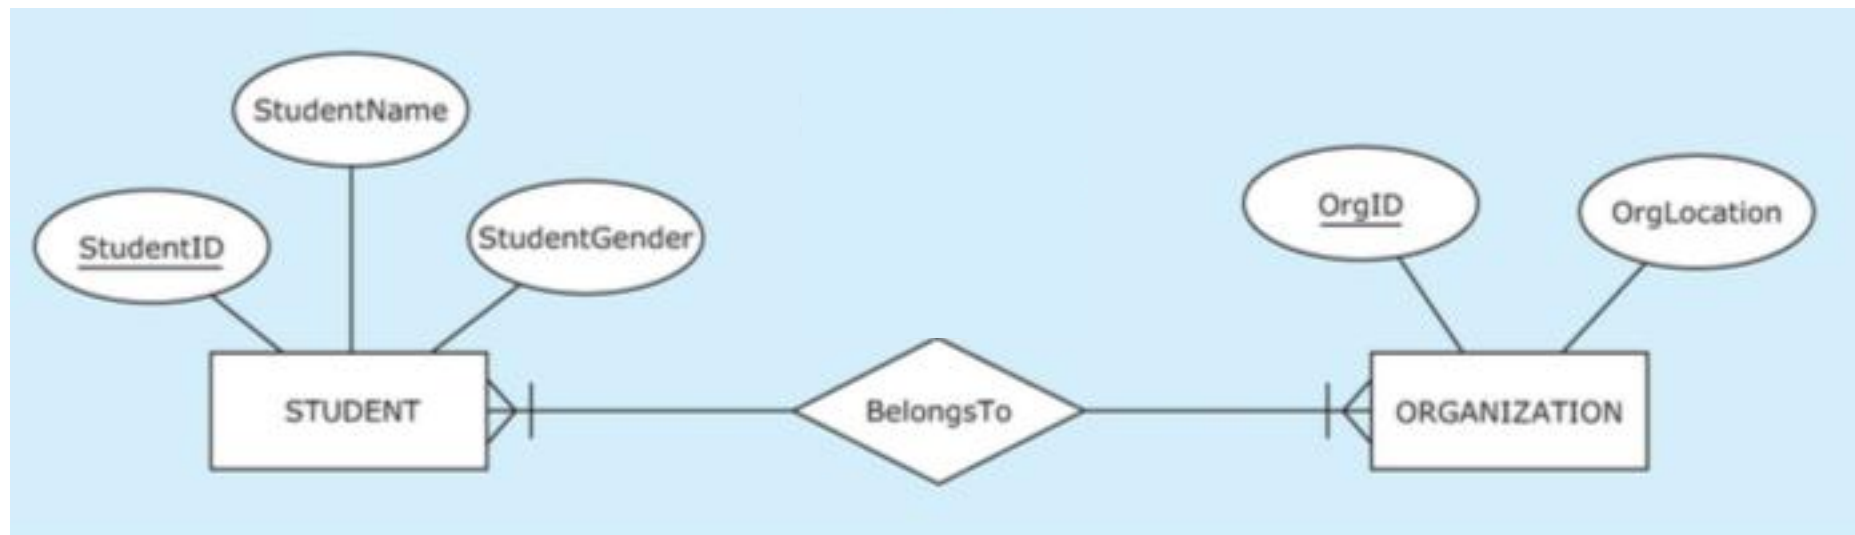 StudentName
StudentID
StudentGender
OrgID
OrgLocation
STUDENT
BelongsTo
ORGANIZATION